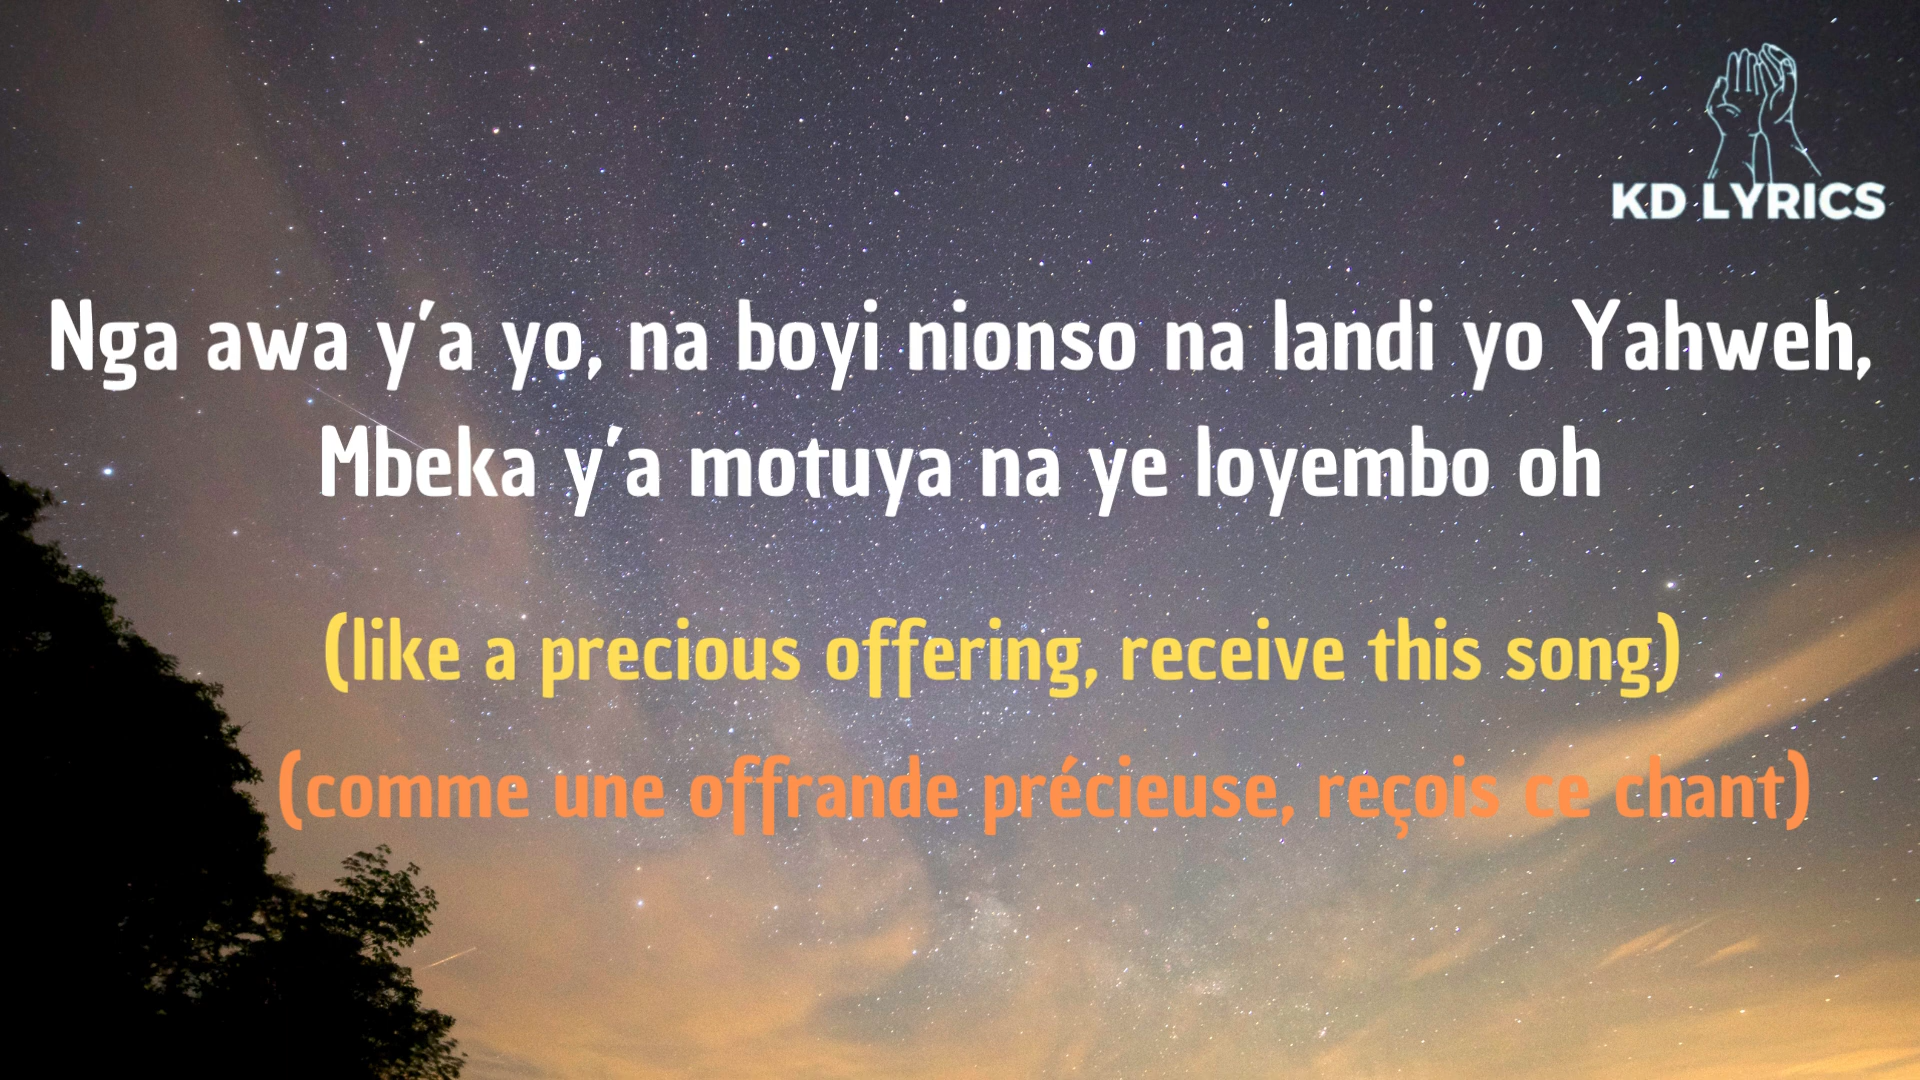 KD LYRICS
Nga awa y'a yo, na boyi nionso na landi yo Yahweh,
Mbeka y'a motuya na ye loyembo oh
(like a precious offering, receive this song)
(comme une offrande précieuse, reçois ce chant)